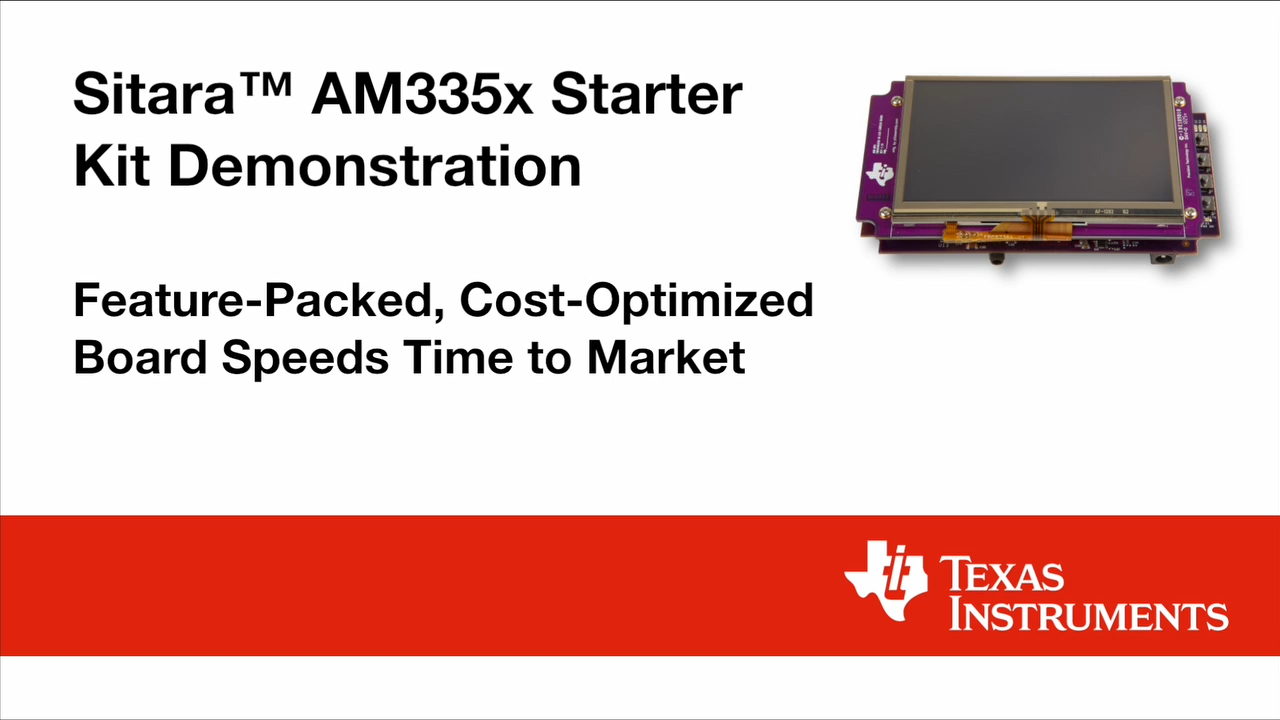 Sitara™ AM335x Starter
Kit Demonstration
Feature-Packed, Cost-Optimized
Board Speeds Time to Market
TEXAS
INSTRUMENTS